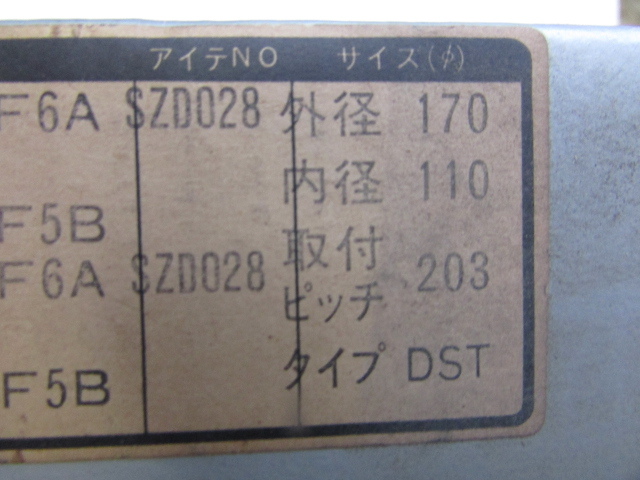 アイテNO サイズ(φ)
F6A SZD028 外径 170
内径 110
F5B
取付
F6A SZD028 ピッチ 203
F5B タイプ DST